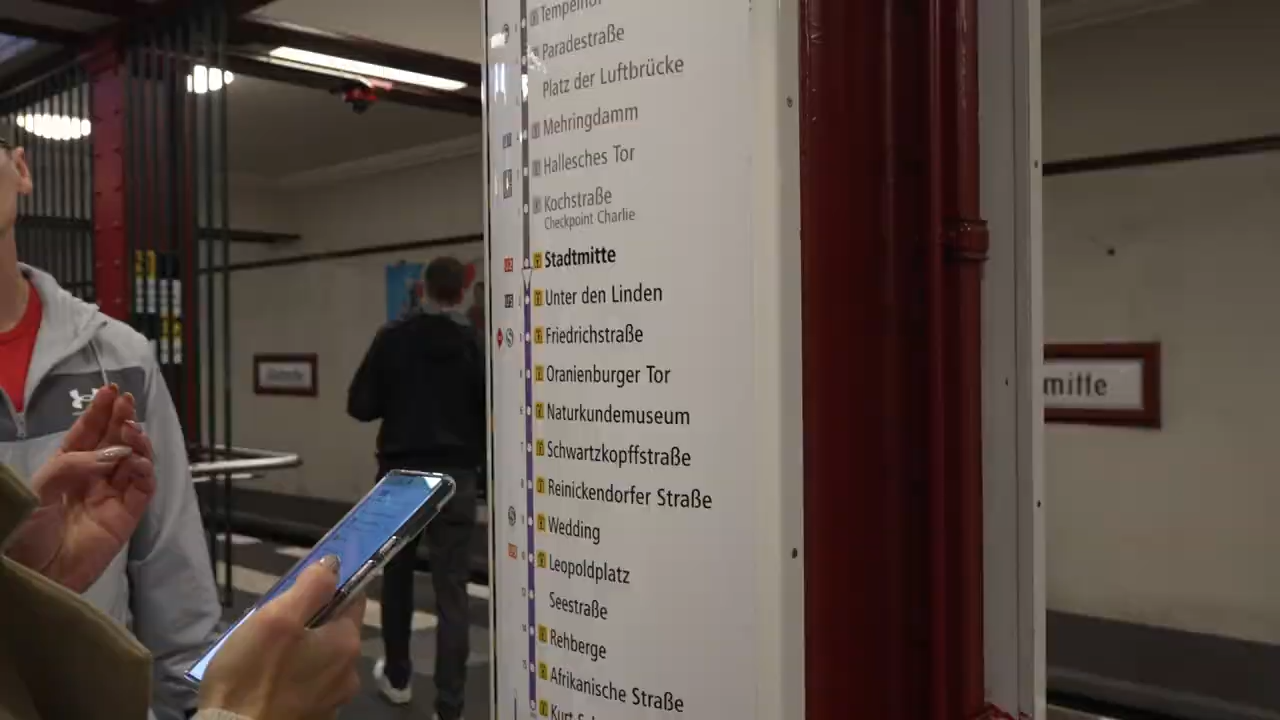 Tempelhof
Paradestraße
Platz der Luftbrücke
Mehringdamm
Hallesches Tor
Kochstraße
Checkpoint Charlie
Stadtmitte
Unter den Linden
Friedrichstraße
Oranienburger Tor
Naturkundemuseum
Schwartzkopffstraße
Reinickendorfer Straße
Wedding
Leopoldplatz
Seestraße
Rehberge
Afrikanische Straße
mitte